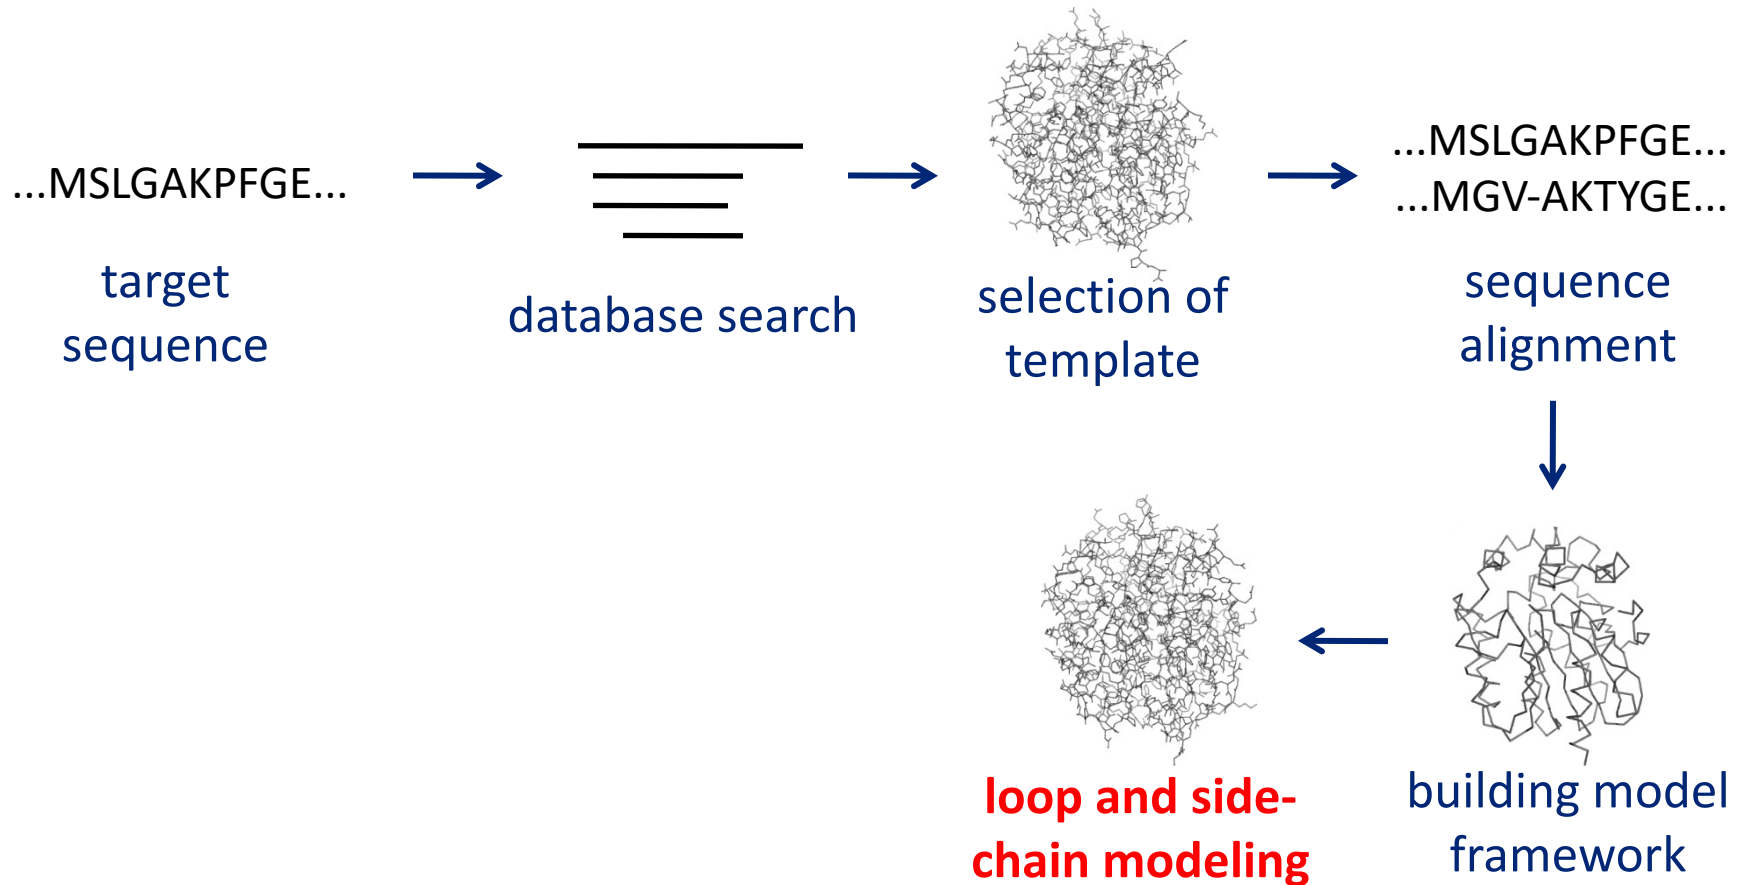 ...MSLGAKPFGE...
target
sequence
database search
selection of
template
...MSLGAKPFGE...
...MGV-AKTYGE...
sequence
alignment
building model
framework
loop and side-
chain modeling